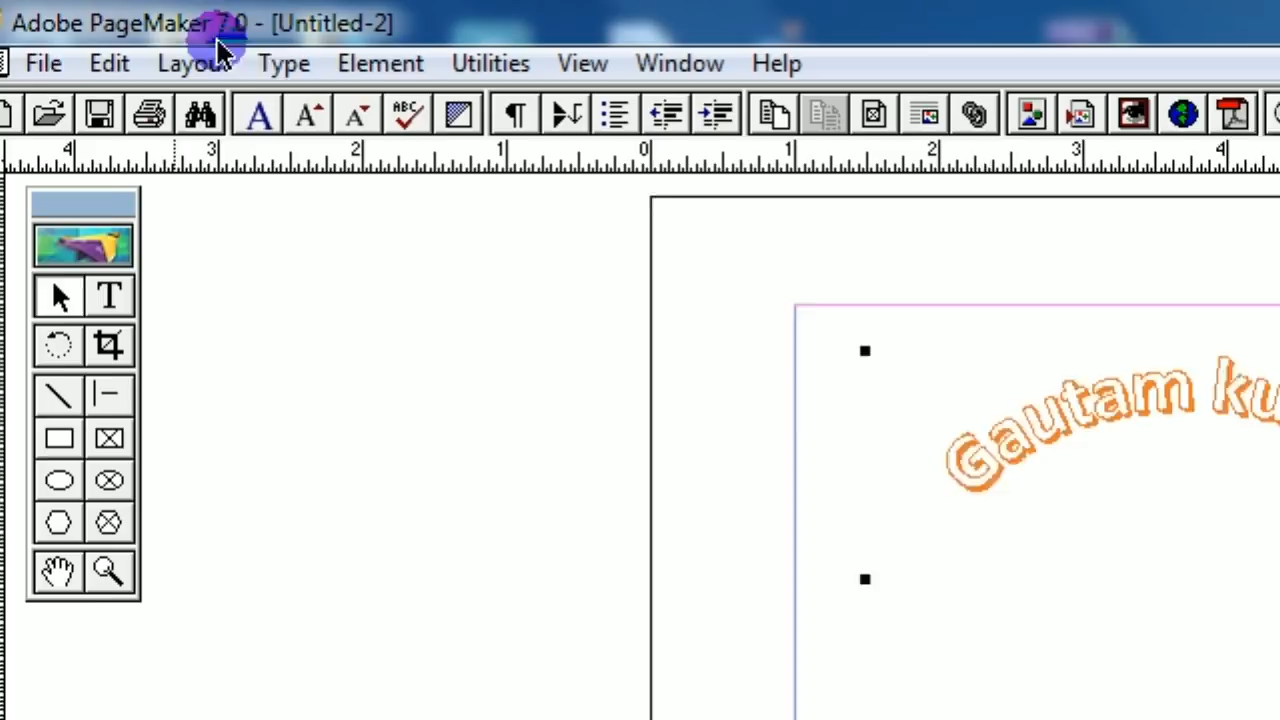 Adobe PageMaker 7.0 - [Untitled-2]
File Edit Layout Type Element Utilities View Window Help
A A A ABC
4 3 2 1 0 1 2 3 4
T
Gautam ku